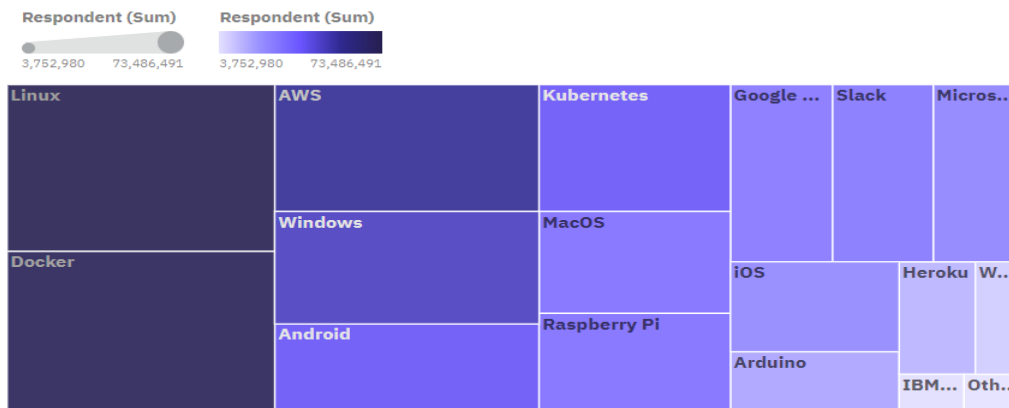 Respondent (Sum) Respondent (Sum)
3,752,980 73,486,491 3,752,980 73,486,491
Linux AWS Kubernetes Google ... Slack Micros..
Windows MacOS
Docker iOS Heroku W..
Android Raspberry Pi
Arduino IBM... Oth..